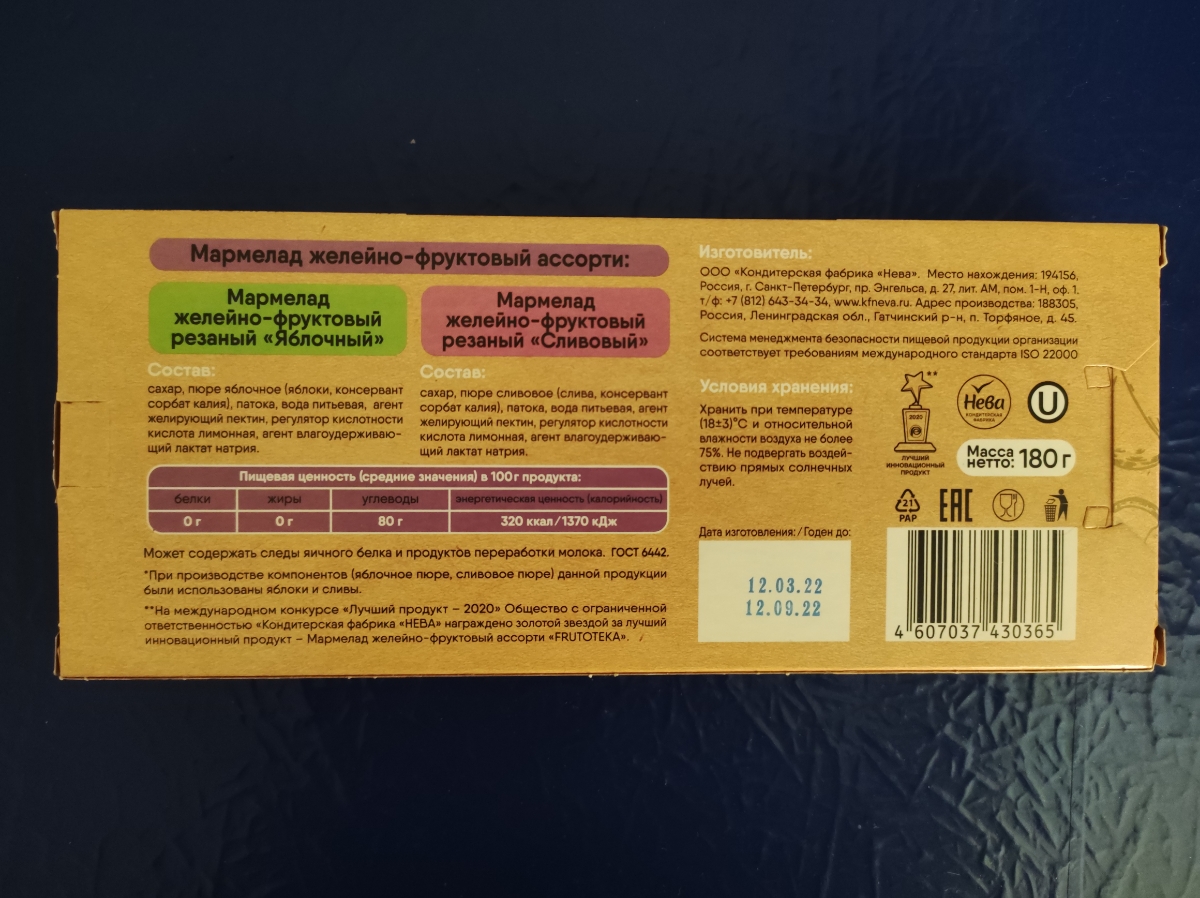 Мармелад желейно-фруктовый ассорти:
Мармелад
желейно-фруктовый
резаный «Яблочный»
Состав:
сахар, пюре яблочное (яблоки, консервант
сорбат калия), патока, вода питьевая, агент
желирующий пектин, регулятор кислотности
кислота лимонная, агент влагоудерживаю-
щий лактат натрия.
Мармелад
желейно-фруктовый
резаный «Сливовый»
Состав:
сахар, пюре сливовое (слива, консервант
сорбат калия), патока, вода питьевая, агент
желирующий пектин, регулятор кислотности
кислота лимонная, агент влагоудерживаю-
щий лактат натрия.
Пищевая ценность (средние значения) в 100г продукта:
белки жиры углеводы энергетическая ценность (калорийность)
0 г 0 г 80 г 320 ккал/1370 кДж
Может содержать следы яичного белка и продуктов переработки молока. ГОСТ 6442.
*При производстве компонентов (яблочное пюре, сливовое пюре) данной продукции
были использованы яблоки и сливы.
**На международном конкурсе «Лучший продукт – 2020» Общество с ограниченной
ответственностью «Кондитерская фабрика «НЕВА» награждено золотой звездой за лучший
инновационный продукт – Мармелад желейно-фруктовый ассорти «FRUTOTEKA».
Изготовитель:
ООО «Кондитерская фабрика «Нева». Место нахождения: 194156,
Россия, г. Санкт-Петербург, пр. Энгельса, д. 27, лит. АМ, пом. 1-Н, оф. 1.
т/ф: +7 (812) 643-34-34, www.kfneva.ru. Адрес производства: 188305,
Россия, Ленинградская обл., Гатчинский р-н, п. Торфяное, д. 45.
Система менеджмента безопасности пищевой продукции организации
соответствует требованиям международного стандарта ISO 22000
Условия хранения:
Хранить при температуре
(18±3)°С и относительной
влажности воздуха не более
75%. Не подвергать воздей-
ствию прямых солнечных
лучей.
**
2020
ЛУЧШИЙ
ИННОВАЦИОННЫЙ
ПРОДУКТ
Нева
КОНДИТЕРСКАЯ
ФАБРИКА
U
Масса
нетто: 180 г
21
PAP
EAC
Дата изготовления: / Годен до:
12.03.22
12.09.22
4 607037 430365